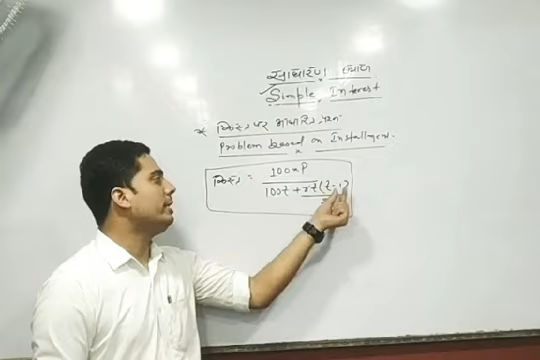 साधारण ब्याज
Simple Interest
* किस्त पर आधारित प्रश्न
Problem based on Installment.
किस्त = 100×P
100t + rt(t-1)